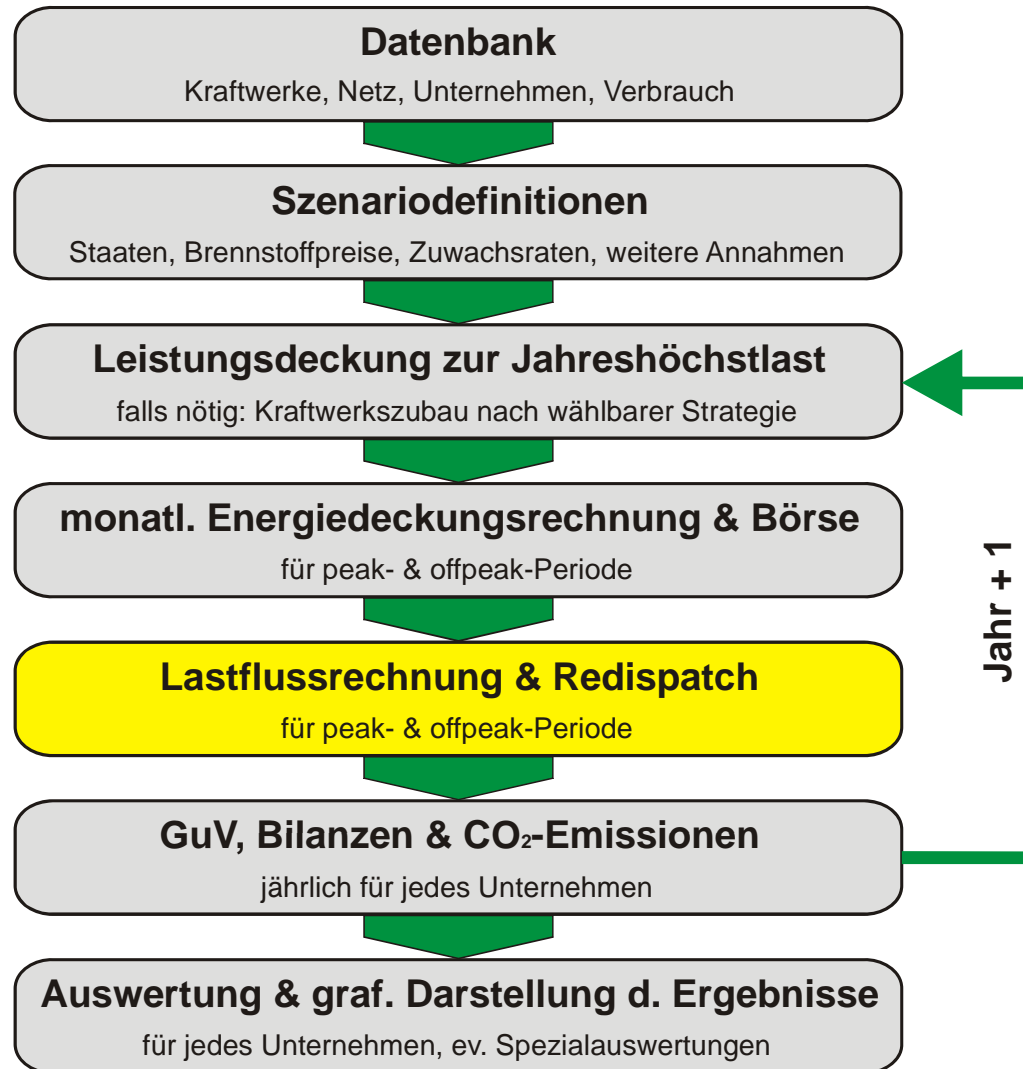 Datenbank
Kraftwerke, Netz, Unternehmen, Verbrauch
Szenariodefinitionen
Staaten, Brennstoffpreise, Zuwachsraten, weitere Annahmen
Leistungsdeckung zur Jahreshöchstlast
falls nötig: Kraftwerkszubau nach wählbarer Strategie
monatl. Energiedeckungsrechnung & Börse
für peak- & offpeak-Periode
Lastflussrechnung & Redispatch
für peak- & offpeak-Periode
GuV, Bilanzen & CO₂-Emissionen
jährlich für jedes Unternehmen
Auswertung & graf. Darstellung d. Ergebnisse
für jedes Unternehmen, ev. Spezialauswertungen
Jahr + 1